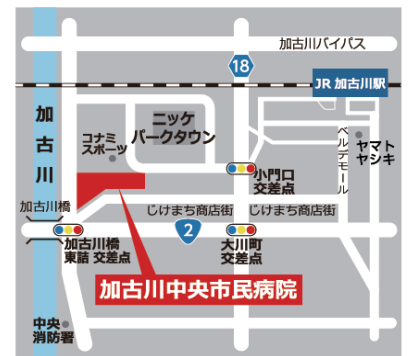 加古川バイパス
18
JR 加古川駅
加古川
ニッケ
パークタウン
コナミ
スポーツ
ベルデモール
ヤマト
ヤシキ
小門口
交差点
加古川橋
じけまち商店街
じけまち商店街
2
加古川橋
東詰 交差点
大川町
交差点
加古川中央市民病院
中央
消防署